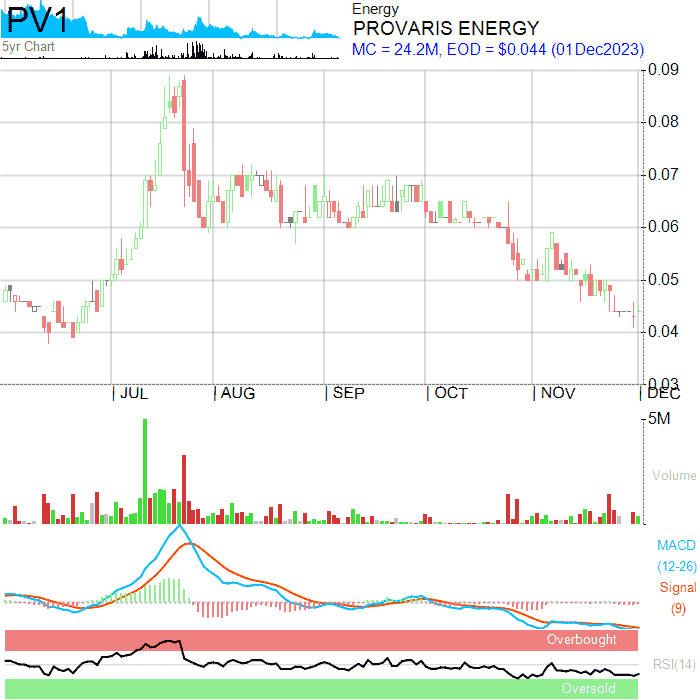 PV1
5yr Chart
Energy
PROVARIS ENERGY
MC = 24.2M, EOD = $0.044 (01Dec2023)
0.09
0.08
0.07
0.06
0.05
0.04
0.03
JUL AUG SEP OCT NOV DEC
5M
Volume
MACD
(12-26)
Signal
(9)
Overbought
RSI(14)
Oversold